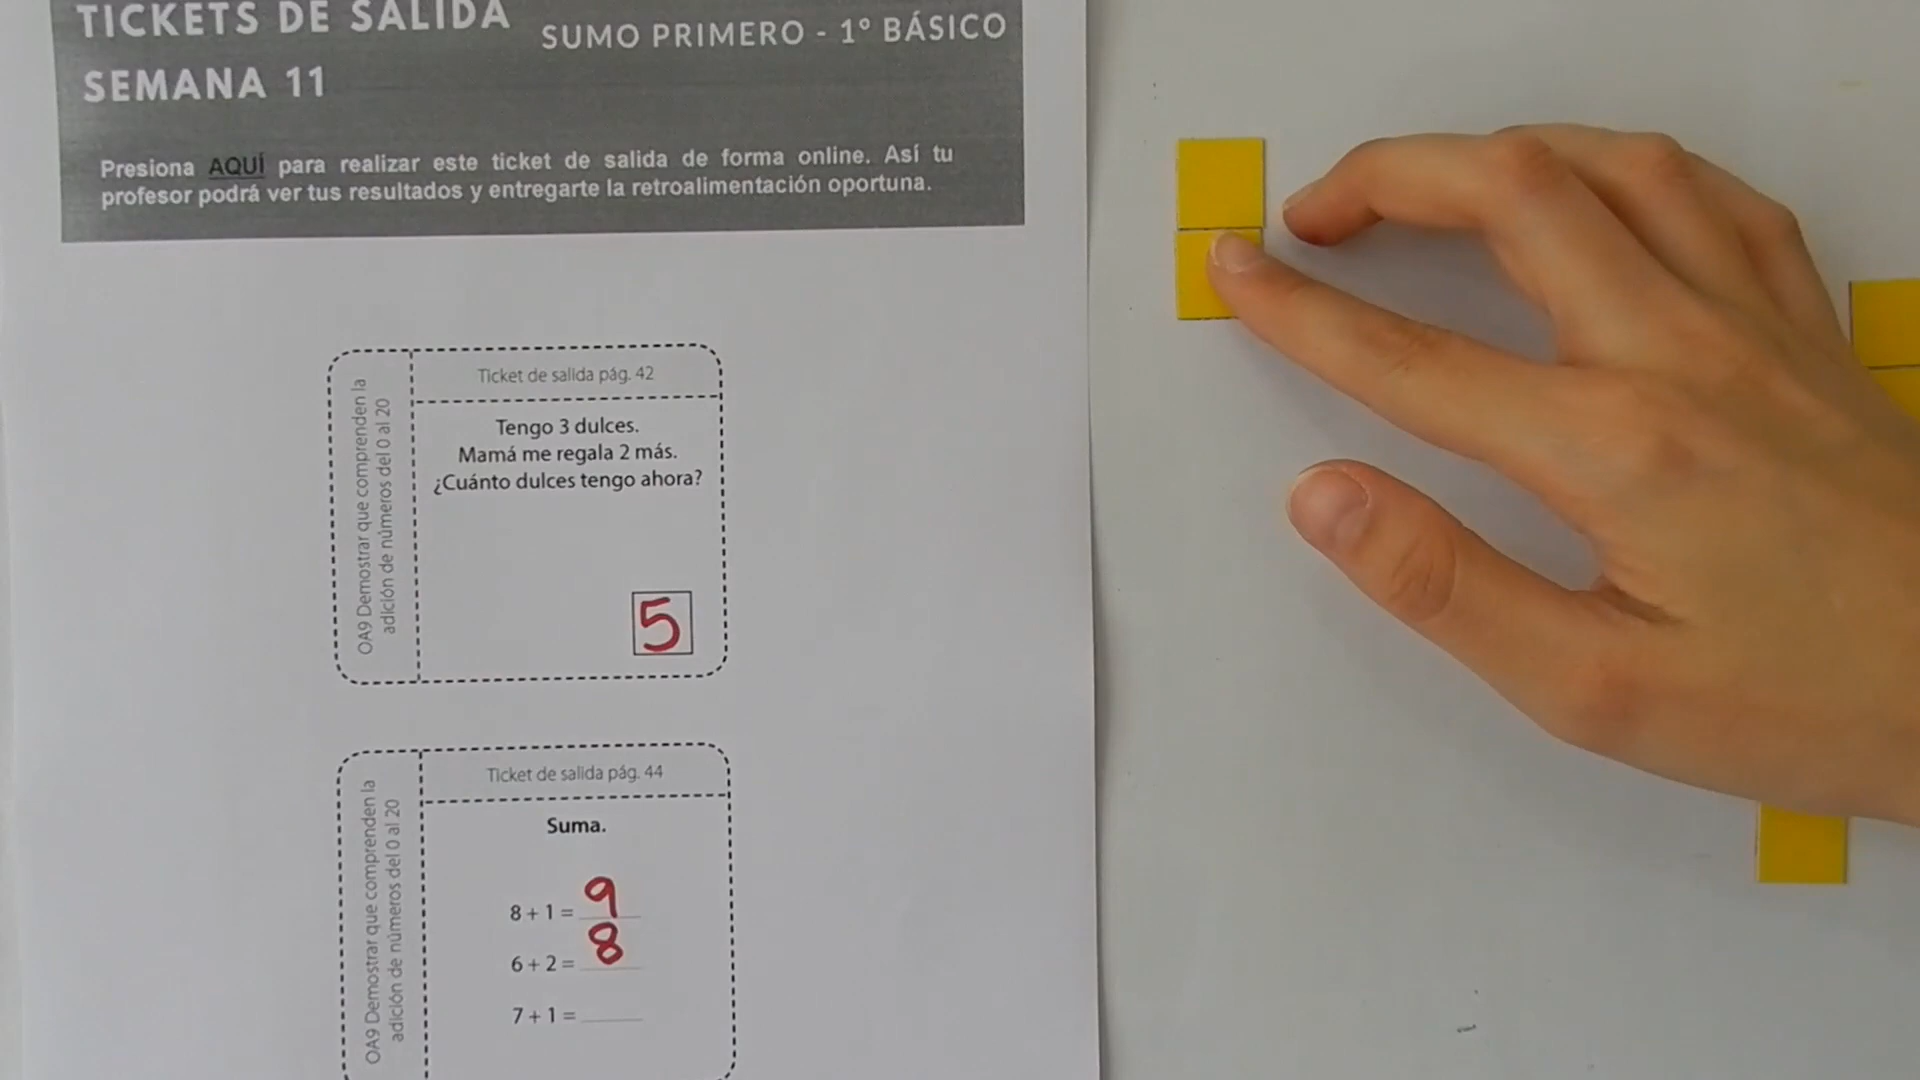 TICKETS DE SALIDA
SUMO PRIMERO - 1° BÁSICO
SEMANA 11
Presiona AQUÍ para realizar este ticket de salida de forma online. Así tu
profesor podrá ver tus resultados y entregarte la retroalimentación oportuna.
OA9 Demostrar que comprenden la
adición de números del 0 al 20
Ticket de salida pág. 42
Tengo 3 dulces.
Mamá me regala 2 más.
¿Cuánto dulces tengo ahora?
5
OA9 Demostrar que comprenden la
adición de números del 0 al 20
Ticket de salida pág. 44
Suma.
8 + 1 = 9
6 + 2 = 8
7 + 1 =